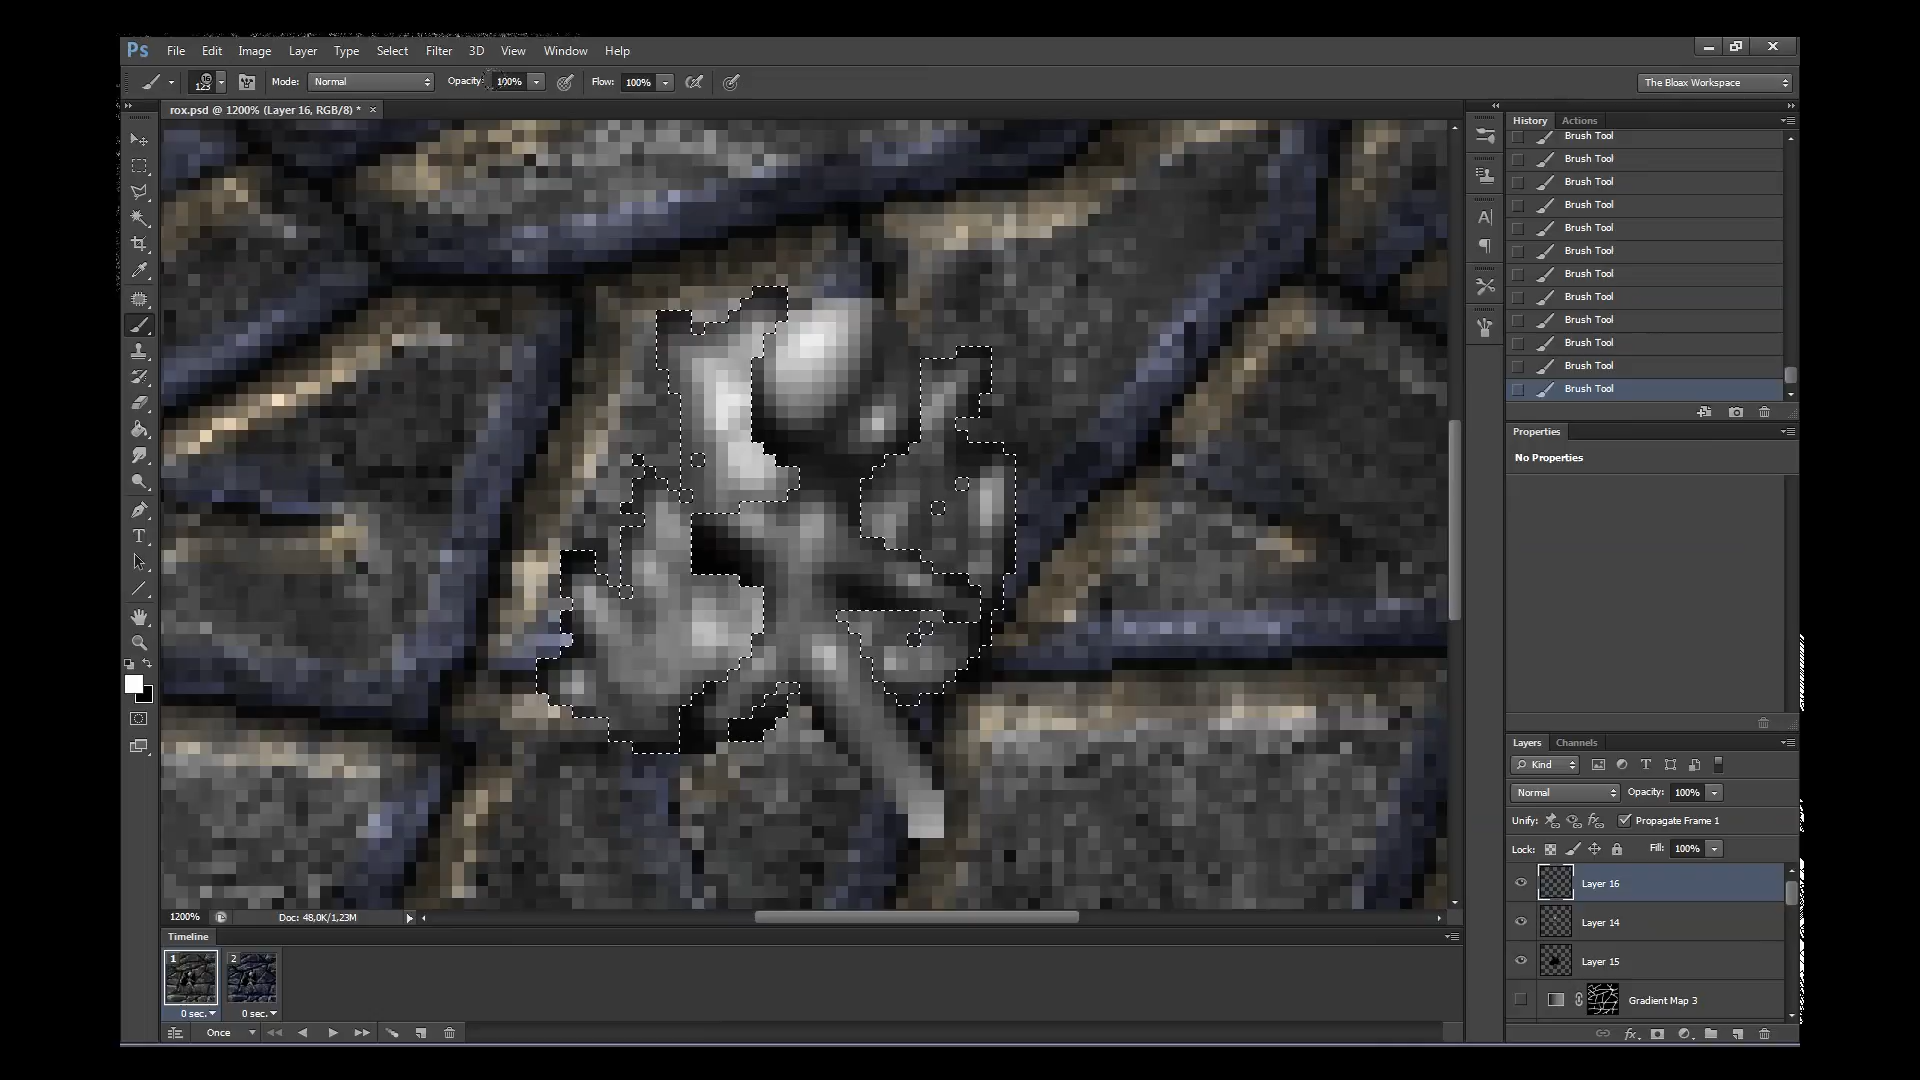 Ps File Edit Image Layer Type Select Filter 3D View Window Help
123 Mode: Normal Opacity: 100% Flow: 100% The Bloax Workspace
rox.psd @ 1200% (Layer 16, RGB/8) *
History Actions
Brush Tool
Brush Tool
Brush Tool
Brush Tool
Brush Tool
Brush Tool
Brush Tool
Brush Tool
Brush Tool
Brush Tool
Brush Tool
Brush Tool
Properties
No Properties
Layers Channels
Kind
Normal Opacity: 100%
Unify: Propagate Frame 1
Lock: Fill: 100%
Layer 16
Layer 14
Layer 15
Gradient Map 3
1200% Doc: 48,0K/1,23M
Timeline
1 2
0 sec. 0 sec.
Once